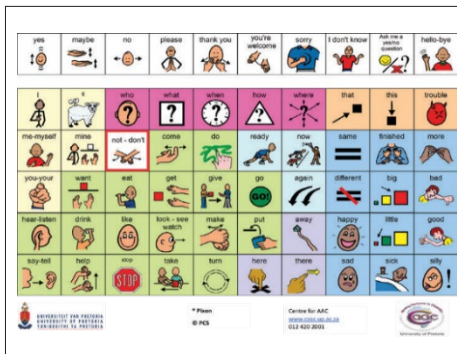 yes maybe no please thank you you're welcome sorry I don't know Ask me a yes/no question hello-bye
I a who what when how where that this trouble
me-myself mine not - don't come do ready now same finished more
you-your want eat get give go again different big bad
GO!
hear-listen drink like look - see watch make put away happy little good
say-tell help stop take turn here there sad sick silly
STOP
UNIVERSITEIT VAN PRETORIA
UNIVERSITY OF PRETORIA
YUNIBESITHI YA PRETORIA
* Pixon
© PCS
Centre for AAC
www.caac.up.ac.za
012 420 2001
aac
University of Pretoria